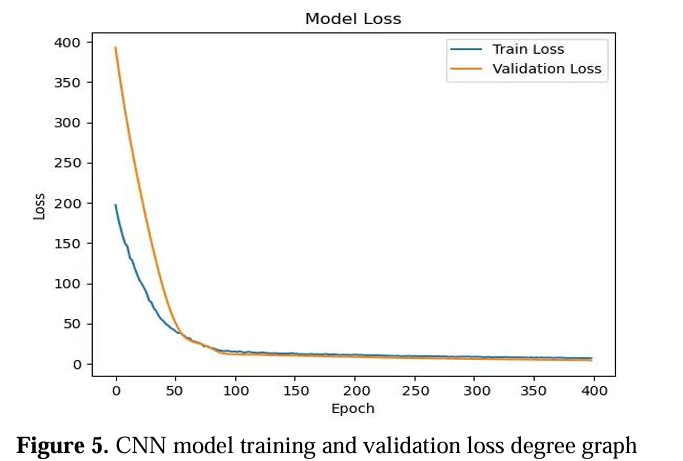 Model Loss
400
350
300
250
200
150
100
50
0
Loss
Train Loss
Validation Loss
0 50 100 150 200 250 300 350 400
Epoch
Figure 5. CNN model training and validation loss degree graph